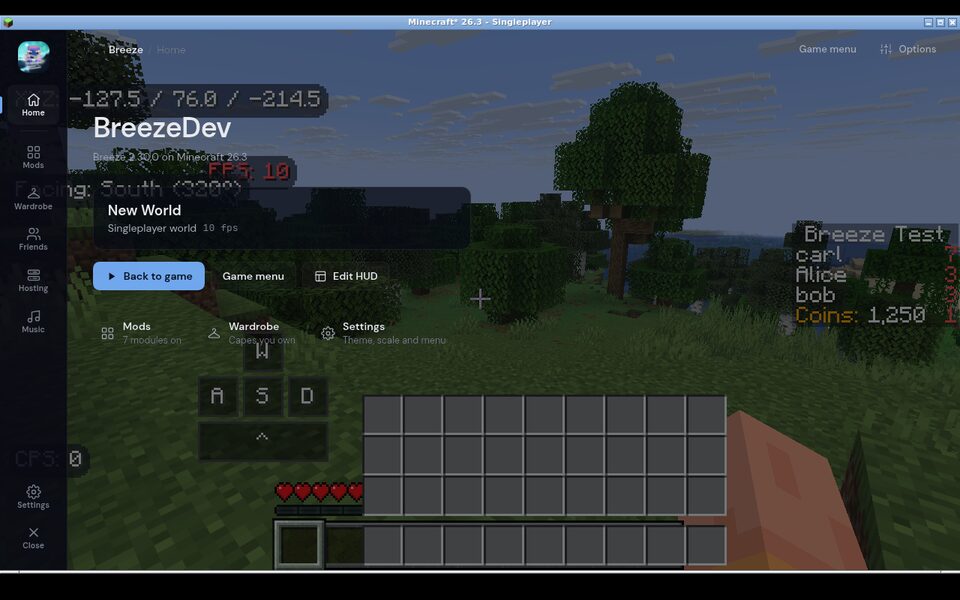 Minecraft* 26.3 - Singleplayer
Breeze / Home
Game menu
Options
-127.5 / 76.0 / -214.5
Home
BreezeDev
Breeze 2.30.0 on Minecraft 26.3
FPS: 10
Mods
Facing: South (320°)
Wardrobe
New World
Singleplayer world 10 fps
Friends
Breeze Test
carl
Alice
bob
Coins: 1,250
Hosting
Back to game
Game menu
Edit HUD
Music
Mods
7 modules on
Wardrobe
Capes you own
Settings
Theme, scale and menu
W
A S D
^
CPS: 0
Settings
Close